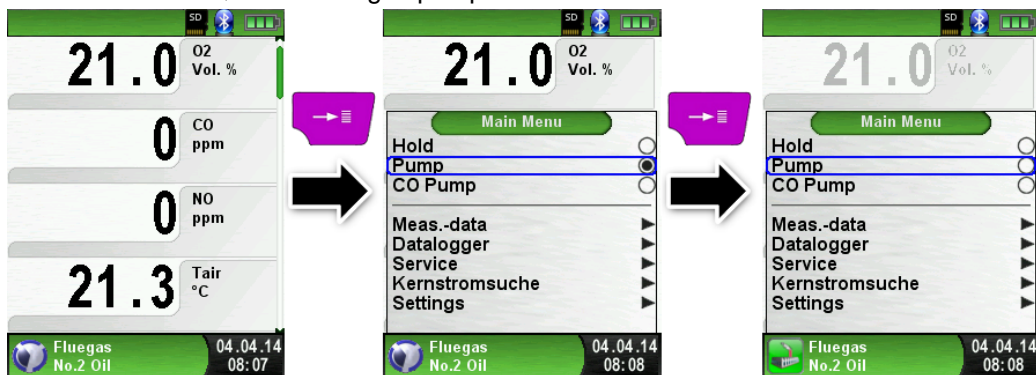 SD
21.0 O2 Vol. %
0 CO ppm
0 NO ppm
21.3 Tair °C
Fluegas 04.04.14
No.2 Oil 08:07
SD
21.0 O2 Vol. %
Main Menu
Hold
Pump
CO Pump
Meas.-data
Datalogger
Service
Kernstromsuche
Settings
Fluegas 04.04.14
No.2 Oil 08:08
SD
21.0 O2 Vol. %
Main Menu
Hold
Pump
CO Pump
Meas.-data
Datalogger
Service
Kernstromsuche
Settings
Fluegas 04.04.14
No.2 Oil 08:08